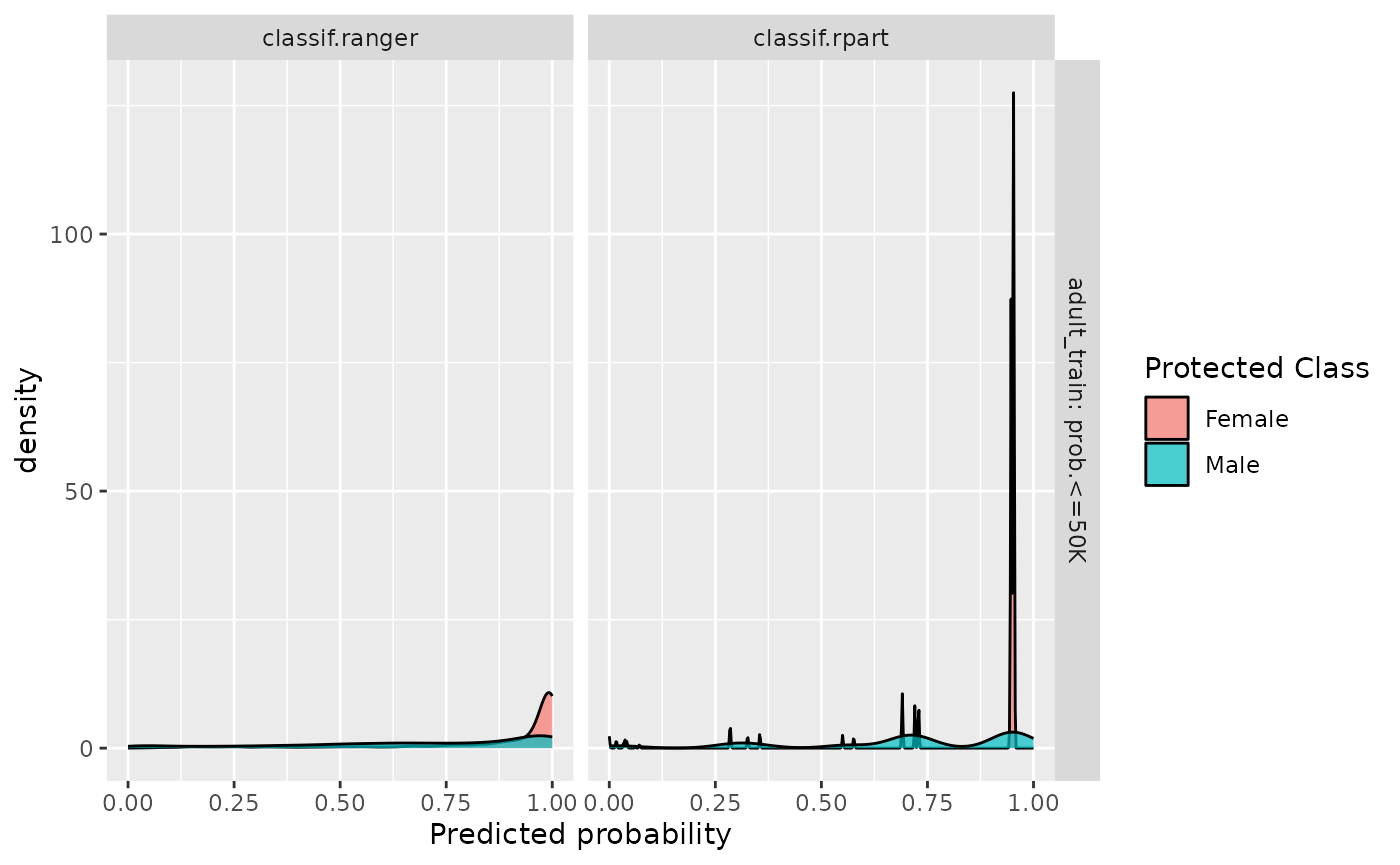 classif.ranger
classif.rpart
100
50
0
density
adult_train: prob.<=50K
0.00 0.25 0.50 0.75 1.00
0.00 0.25 0.50 0.75 1.00
Predicted probability
Protected Class
Female
Male